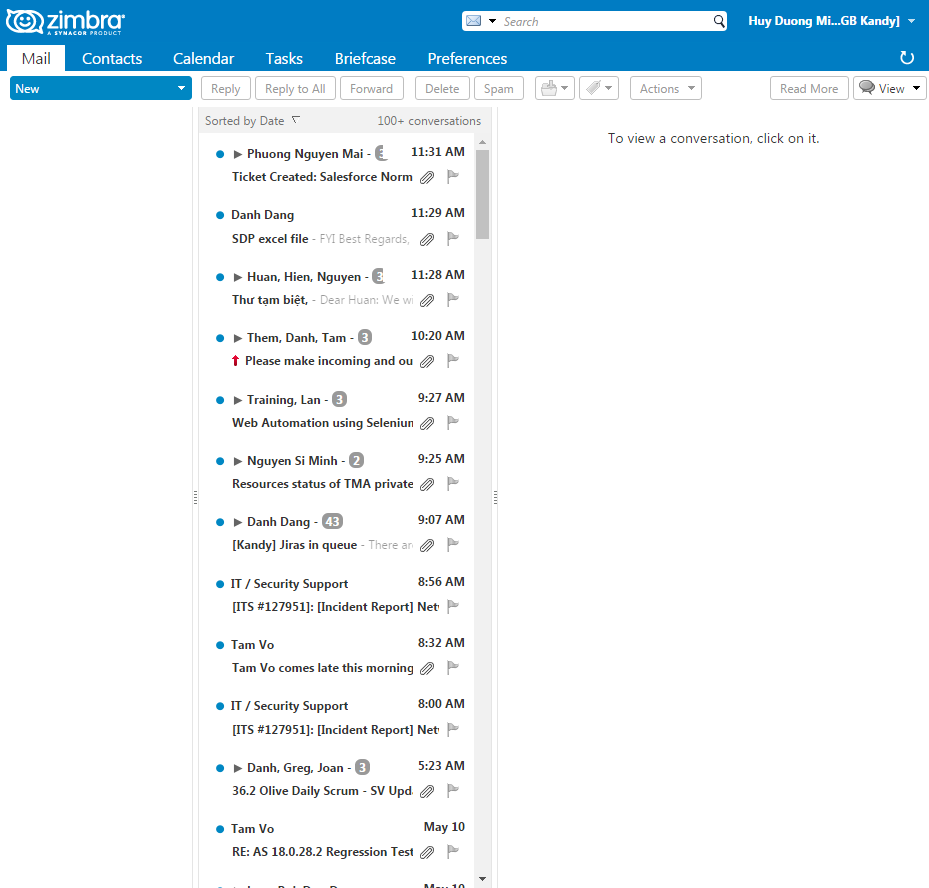 zimbra
A SYNACOR PRODUCT
Search
Huy Duong Mi...GB Kandy]
Mail Contacts Calendar Tasks Briefcase Preferences
New Reply Reply to All Forward Delete Spam Actions Read More View
Sorted by Date 100+ conversations
To view a conversation, click on it.
Phuong Nguyen Mai - 3 11:31 AM
Ticket Created: Salesforce Norm
Danh Dang 11:29 AM
SDP excel file - FYI Best Regards,
Huan, Hien, Nguyen - 3 11:28 AM
Thư tạm biệt, - Dear Huan: We wi
Them, Danh, Tam - 3 10:20 AM
Please make incoming and ou
Training, Lan - 3 9:27 AM
Web Automation using Selenium
Nguyen Si Minh - 2 9:25 AM
Resources status of TMA private
Danh Dang - 43 9:07 AM
[Kandy] Jiras in queue - There are
IT / Security Support 8:56 AM
[ITS #127951]: [Incident Report] Netw
Tam Vo 8:32 AM
Tam Vo comes late this morning
IT / Security Support 8:00 AM
[ITS #127951]: [Incident Report] Netw
Danh, Greg, Joan - 3 5:23 AM
36.2 Olive Daily Scrum - SV Upd
Tam Vo May 10
RE: AS 18.0.28.2 Regression Test
May 10